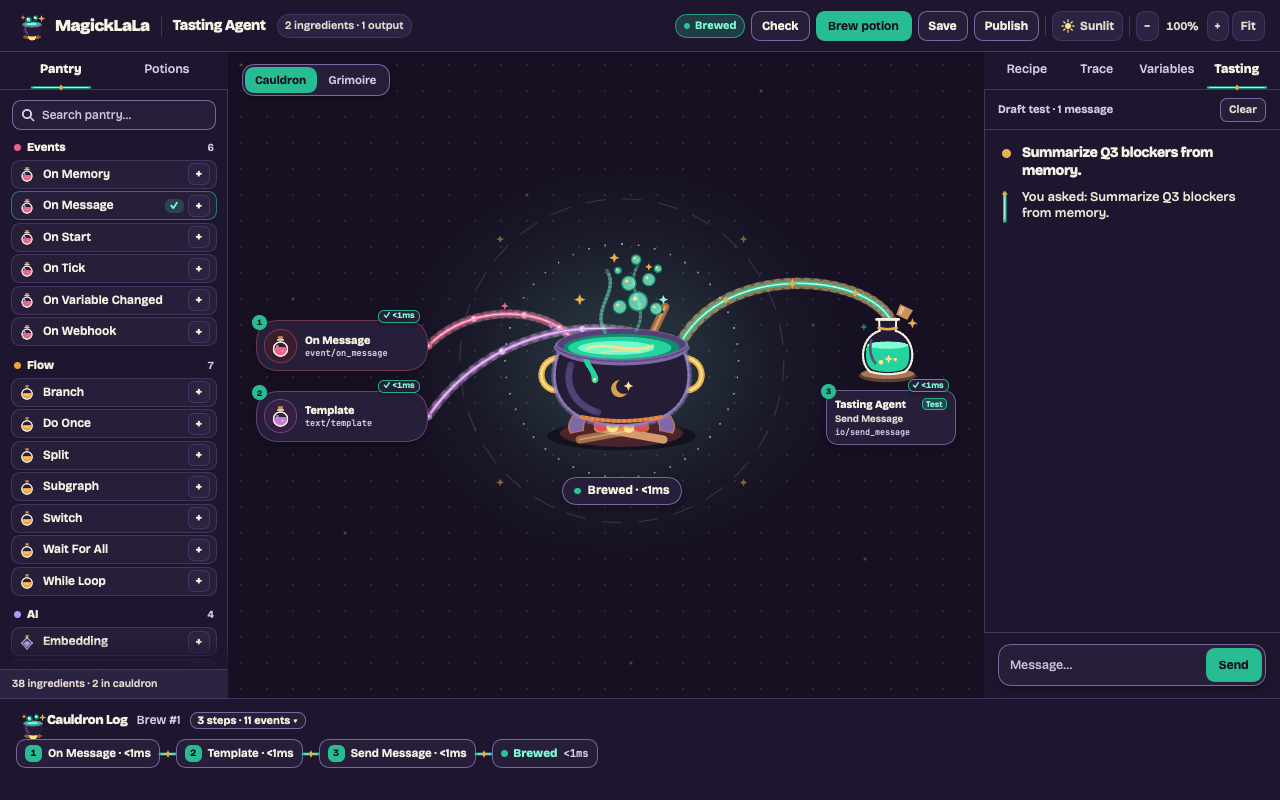 MagickLaLa
Tasting Agent
2 ingredients · 1 output
Brewed
Check
Brew potion
Save
Publish
Sunlit
−
100%
+
Fit
Pantry
Potions
Search pantry...
Events
6
On Memory
+
On Message
+
On Start
+
On Tick
+
On Variable Changed
+
On Webhook
+
Flow
7
Branch
+
Do Once
+
Split
+
Subgraph
+
Switch
+
Wait For All
+
While Loop
+
AI
4
Embedding
+
38 ingredients · 2 in cauldron
Cauldron
Grimoire
1
✓ <1ms
On Message
event/on_message
2
✓ <1ms
Template
text/template
Brewed · <1ms
3
✓ <1ms
Tasting Agent
Test
Send Message
io/send_message
Recipe
Trace
Variables
Tasting
Draft test · 1 message
Clear
Summarize Q3 blockers from
memory.
You asked: Summarize Q3 blockers
from memory.
Message...
Send
Cauldron Log
Brew #1
3 steps · 11 events ▾
1 On Message · <1ms
2 Template · <1ms
3 Send Message · <1ms
Brewed <1ms